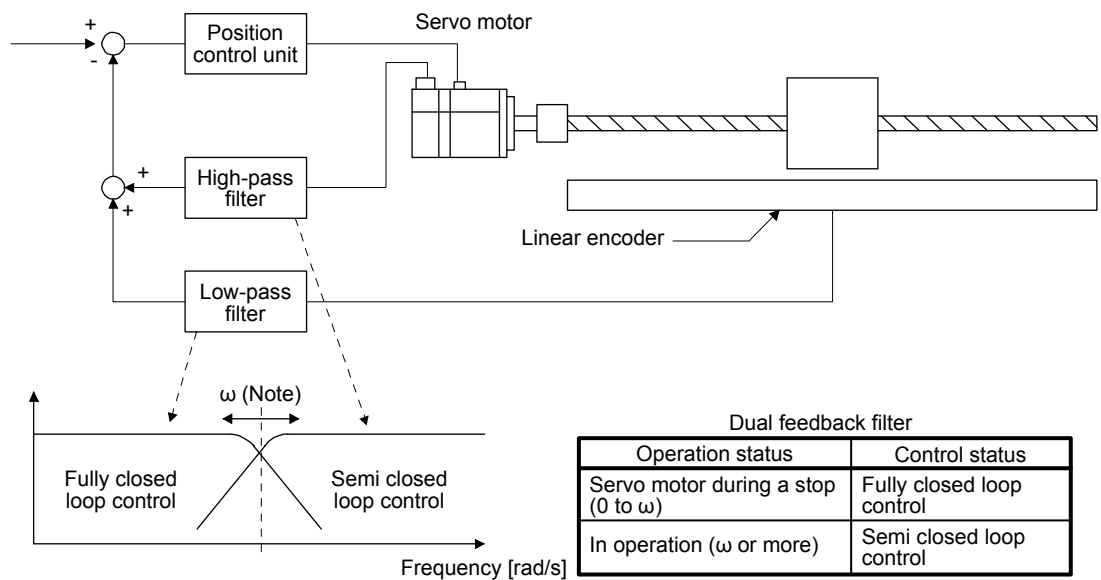 Servo motor
+
-
Position
control unit
+
High-pass
filter
+
Linear encoder
Low-pass
filter
ω (Note)
Fully closed
loop control
Semi closed
loop control
Frequency [rad/s]
Dual feedback filter
Operation status
Control status
Servo motor during a stop
(0 to ω)
Fully closed loop
control
In operation (ω or more)
Semi closed loop
control